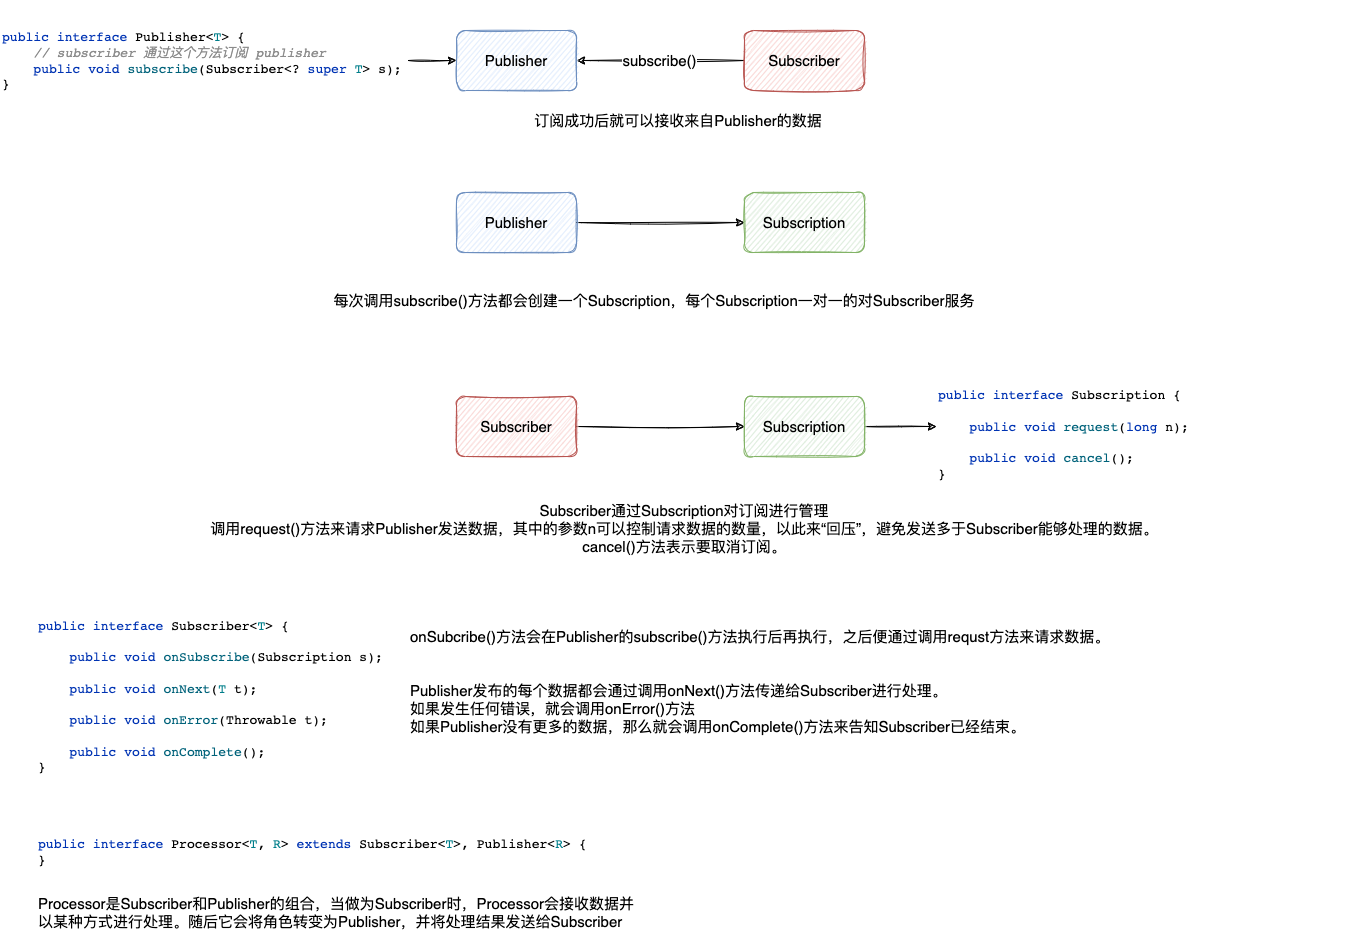 public interface Publisher<T> {
// subscriber 通过这个方法订阅 publisher
public void subscribe(Subscriber<? super T> s);
}
Publisher
subscribe()
Subscriber
订阅成功后就可以接收来自Publisher的数据
Publisher
Subscription
每次调用subscribe()方法都会创建一个Subscription，每个Subscription一对一的对Subscriber服务
Subscriber
Subscription
public interface Subscription {
public void request(long n);
public void cancel();
}
Subscriber通过Subscription对订阅进行管理
调用request()方法来请求Publisher发送数据，其中的参数n可以控制请求数据的数量，以此来“回压”，避免发送多于Subscriber能够处理的数据。
cancel()方法表示要取消订阅。
public interface Subscriber<T> {
public void onSubscribe(Subscription s);
public void onNext(T t);
public void onError(Throwable t);
public void onComplete();
}
onSubcribe()方法会在Publisher的subscribe()方法执行后再执行，之后便通过调用requst方法来请求数据。
Publisher发布的每个数据都会通过调用onNext()方法传递给Subscriber进行处理。
如果发生任何错误，就会调用onError()方法
如果Publisher没有更多的数据，那么就会调用onComplete()方法来告知Subscriber已经结束。
public interface Processor<T, R> extends Subscriber<T>, Publisher<R> {
}
Processor是Subscriber和Publisher的组合，当做为Subscriber时，Processor会接收数据并
以某种方式进行处理。随后它会将角色转变为Publisher，并将处理结果发送给Subscriber